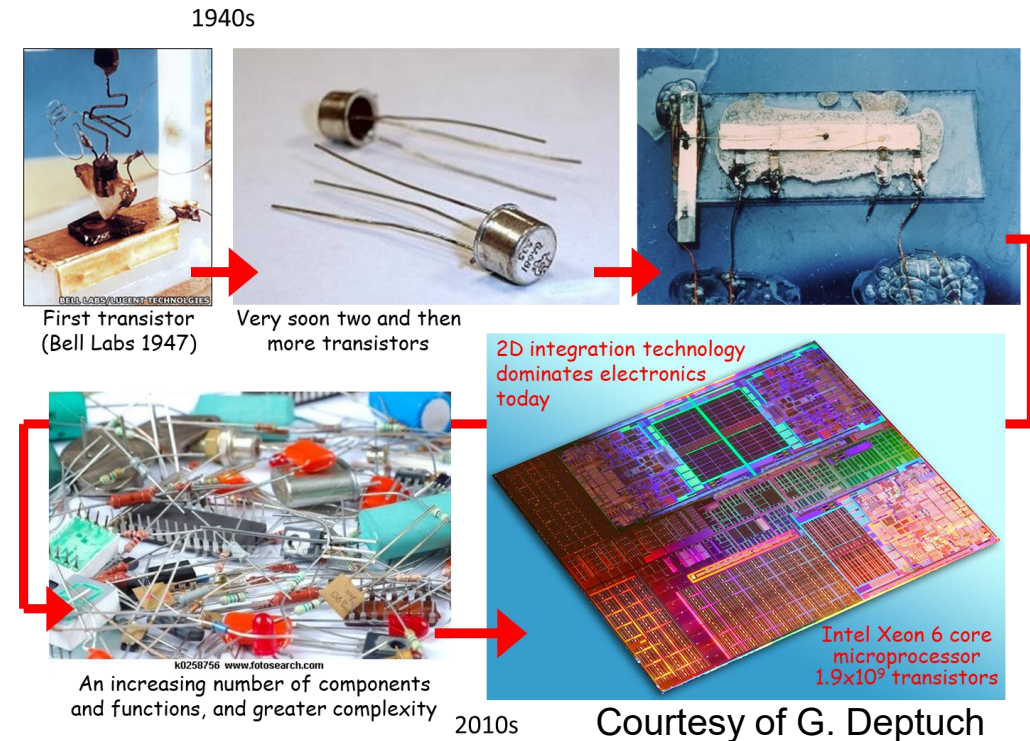 1940s
BELL LABS/LUCENT TECHNOLGIES
First transistor
(Bell Labs 1947)
Very soon two and then
more transistors
2D integration technology
dominates electronics
today
Intel Xeon 6 core
microprocessor
1.9x10⁹ transistors
k0258756 www.fotosearch.com
An increasing number of components
and functions, and greater complexity
2010s
Courtesy of G. Deptuch